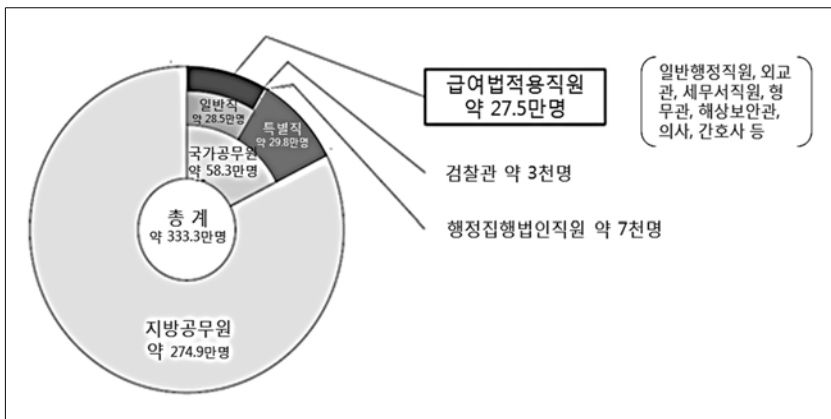 급여법적용직원
약 27.5만명
일반행정직원, 외교
관, 세무서직원, 형
무관, 해상보안관,
의사, 간호사 등
일반직
약 28.5만명
특별직
약 29.8만명
국가공무원
약 58.3만명
검찰관 약 3천명
행정집행법인직원 약 7천명
총 계
약 333.3만명
지방공무원
약 274.9만명